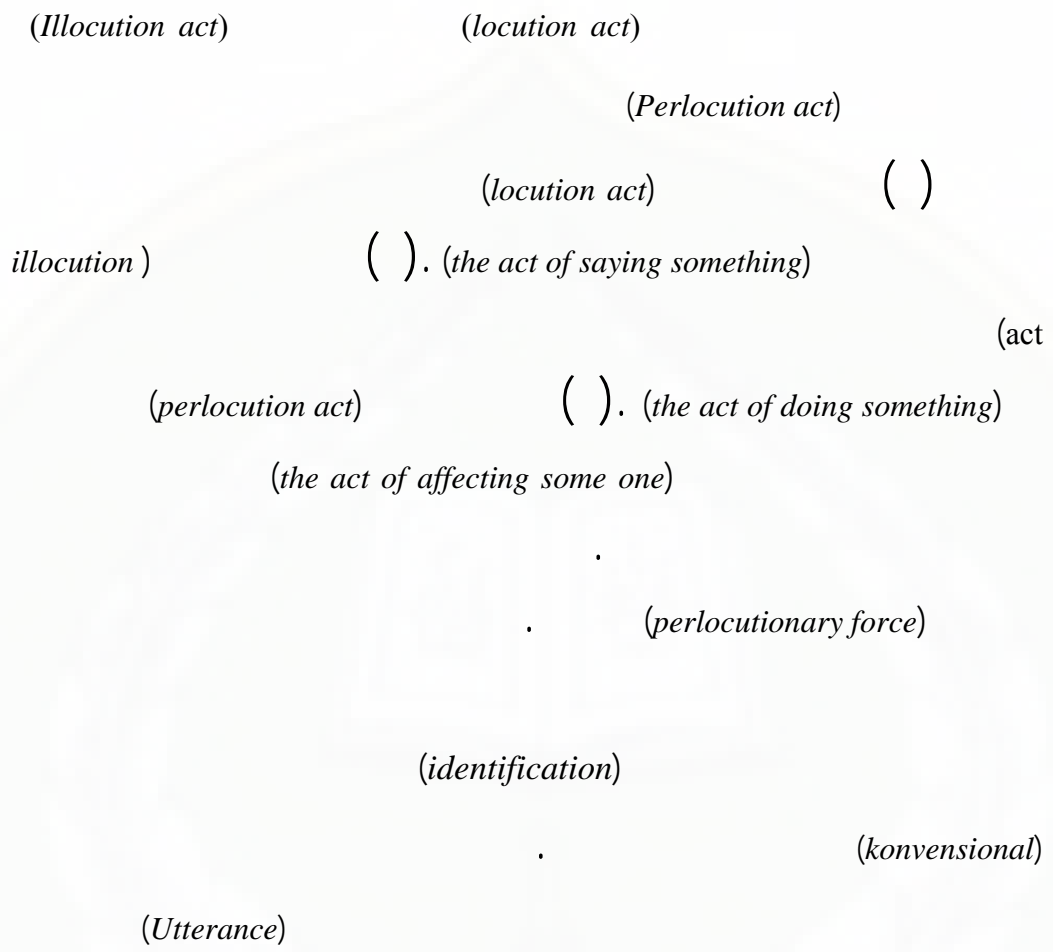 (Illocution act) (locution act)
(Perlocution act)
(locution act) ( )
illocution ) ( ). (the act of saying something)
(act
(perlocution act) ( ). (the act of doing something)
(the act of affecting some one)
.
. (perlocutionary force)
(identification)
. (konvensional)
(Utterance)